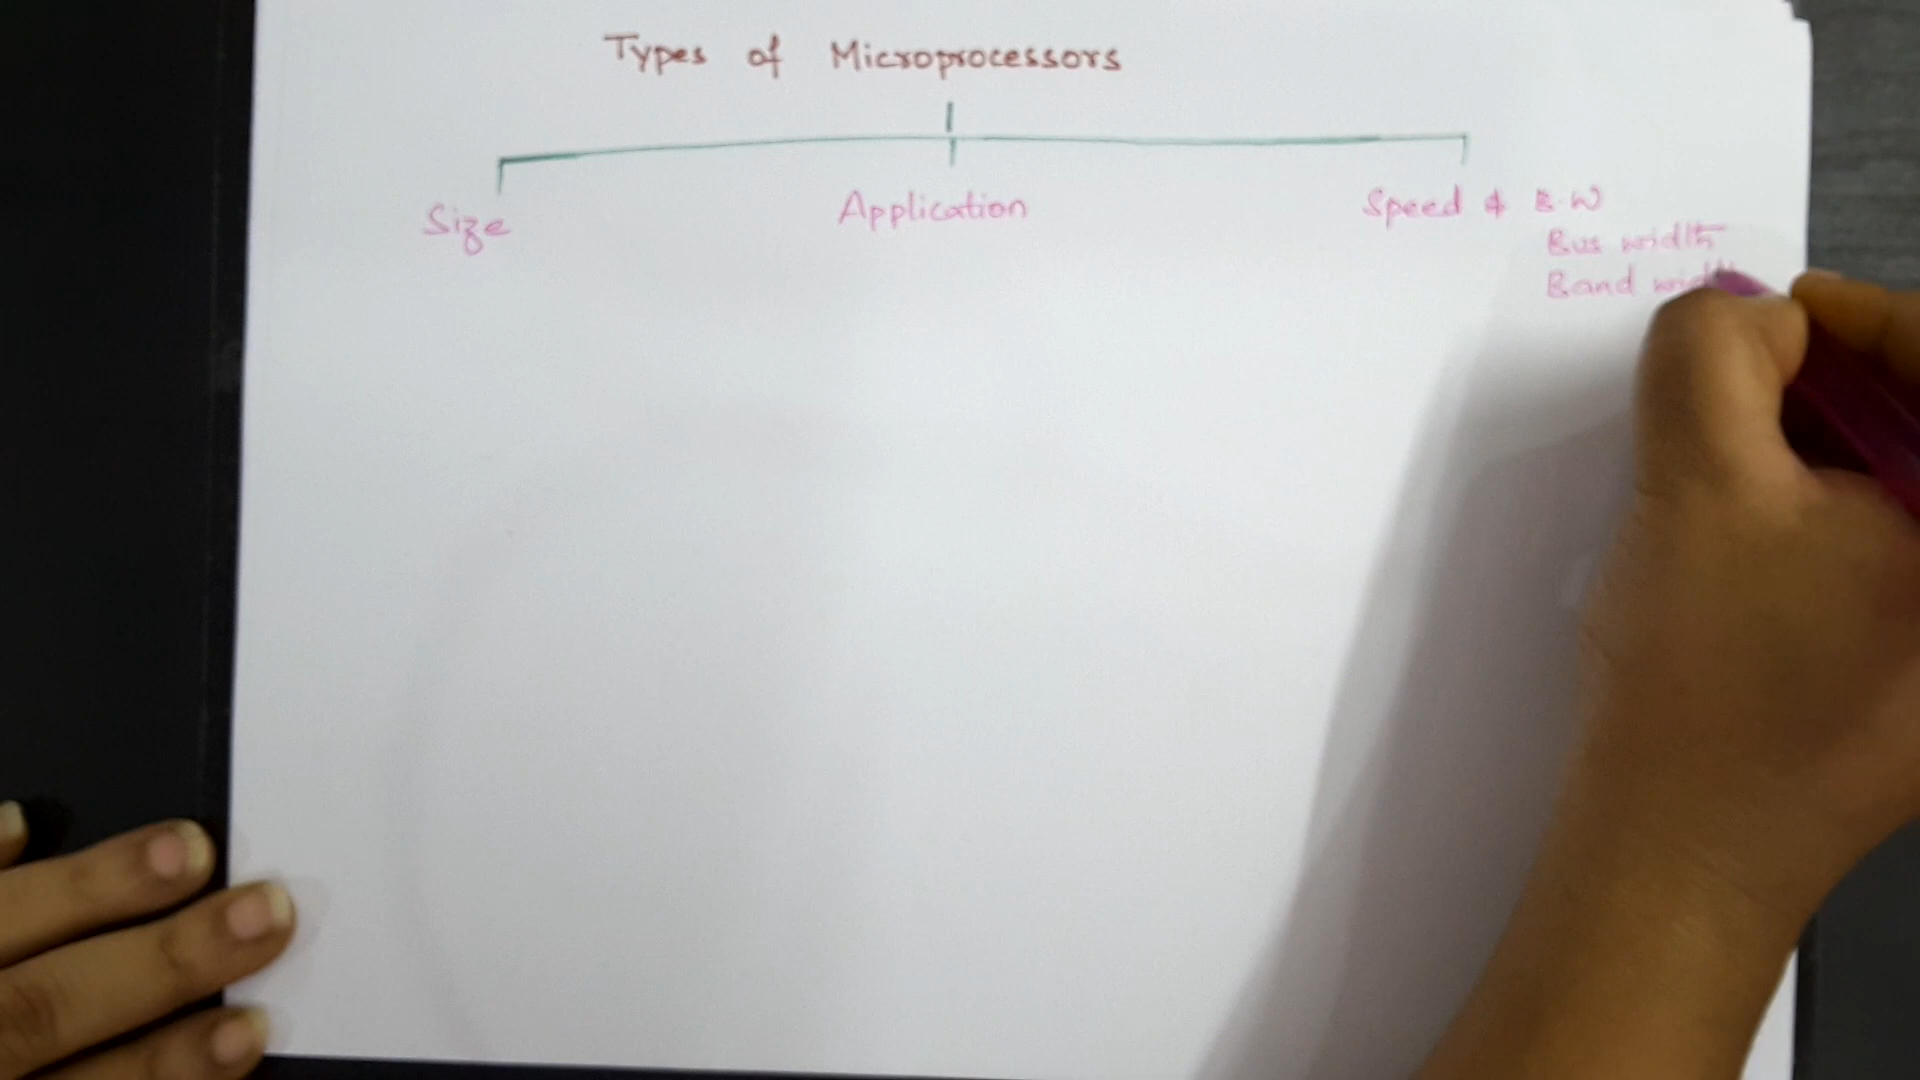 Types of Microprocessors
Size Application Speed & B.W
Bus width
Band